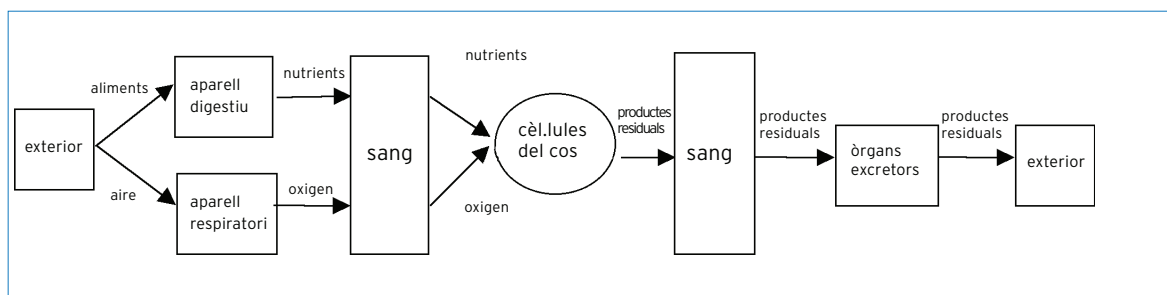 exterior
aliments
aire
aparell
digestiu
aparell
respiratori
nutrients
oxigen
sang
nutrients
oxigen
cèl.lules
del cos
productes
residuals
sang
productes
residuals
òrgans
excretors
productes
residuals
exterior